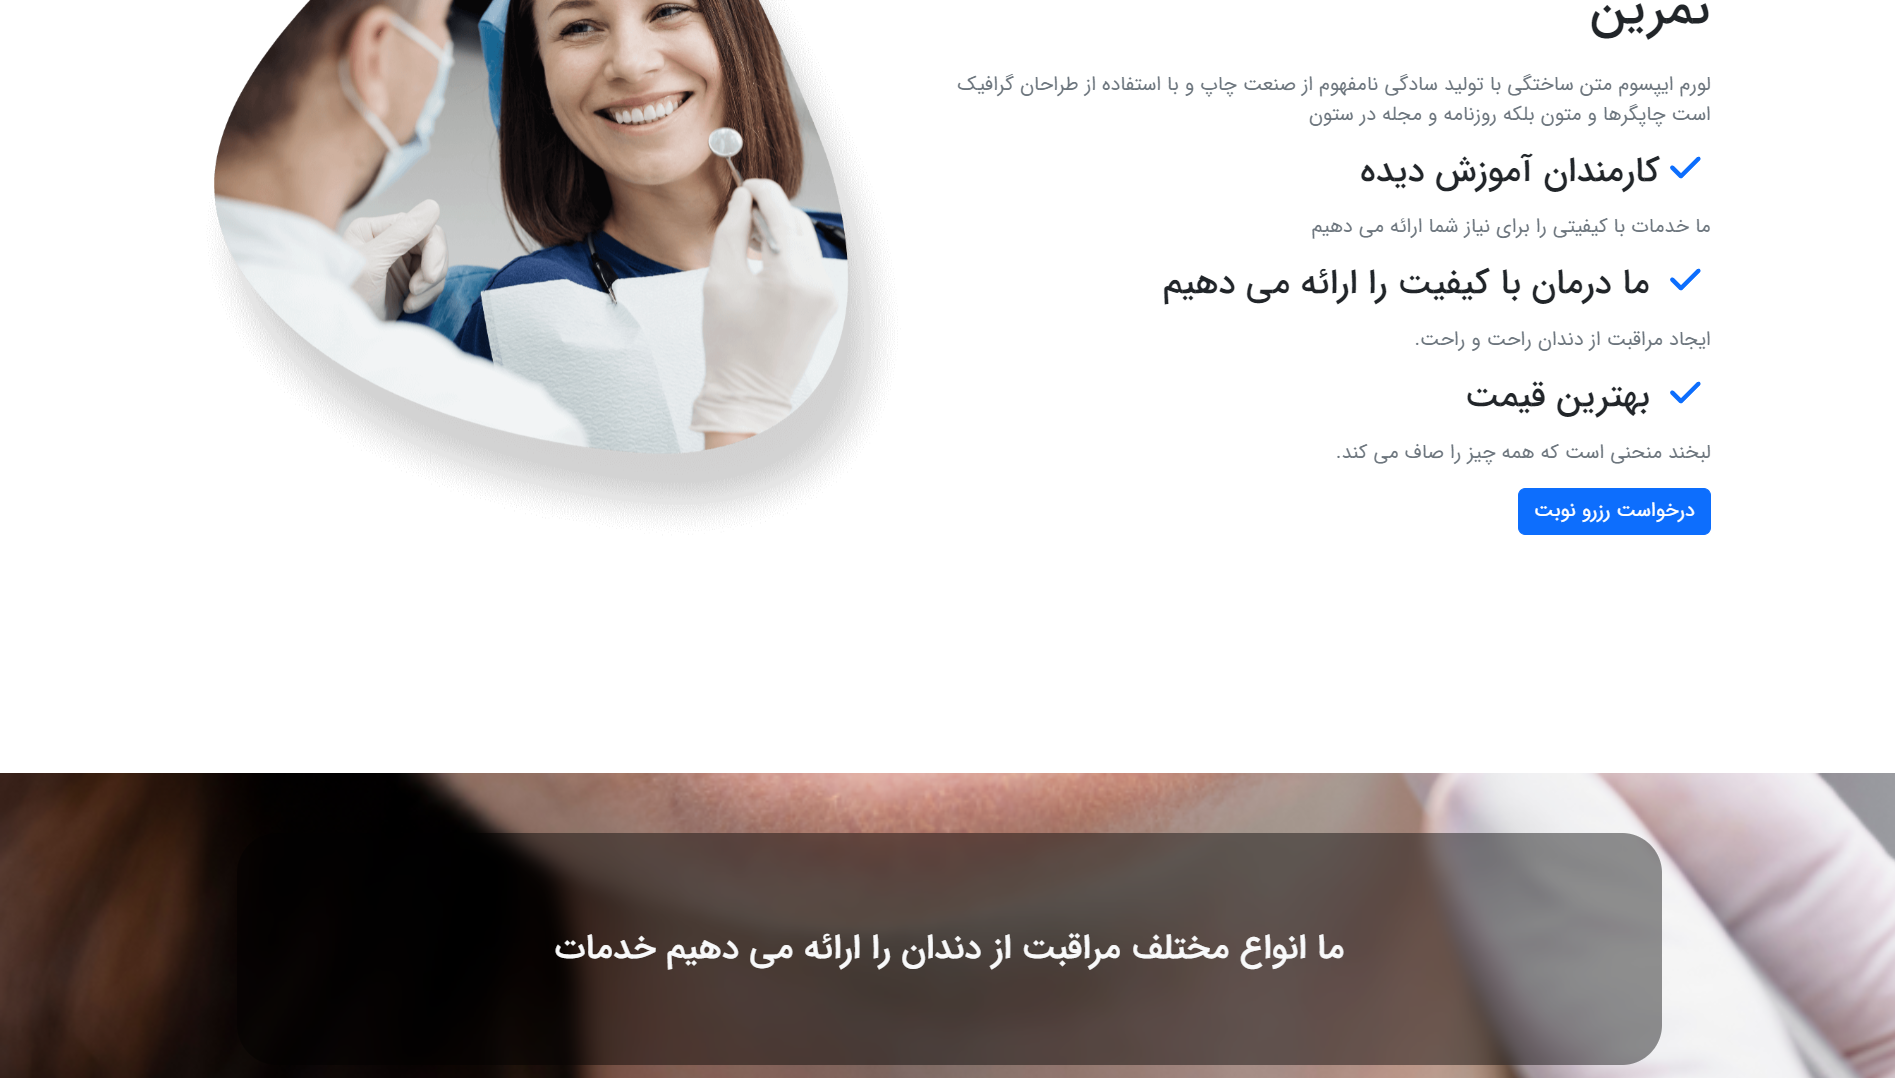 تمرین
لورم ایپسوم متن ساختگی با تولید سادگی نامفهوم از صنعت چاپ و با استفاده از طراحان گرافیک
است چاپگرها و متون بلکه روزنامه و مجله در ستون
کارمندان آموزش دیده
ما خدمات با کیفیتی را برای نیاز شما ارائه می دهیم
ما درمان با کیفیت را ارائه می دهیم
ایجاد مراقبت از دندان راحت و راحت.
بهترین قیمت
لبخند منحنی است که همه چیز را صاف می کند.
درخواست رزرو نوبت
ما انواع مختلف مراقبت از دندان را ارائه می دهیم خدمات